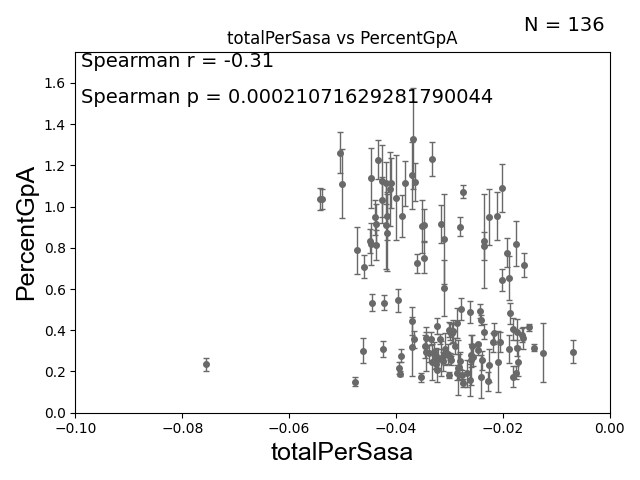 N = 136
totalPerSasa vs PercentGpA
Spearman r = -0.31
Spearman p = 0.00021071629281790044
PercentGpA
1.6
1.4
1.2
1.0
0.8
0.6
0.4
0.2
0.0
−0.10 −0.08 −0.06 −0.04 −0.02 0.00
totalPerSasa